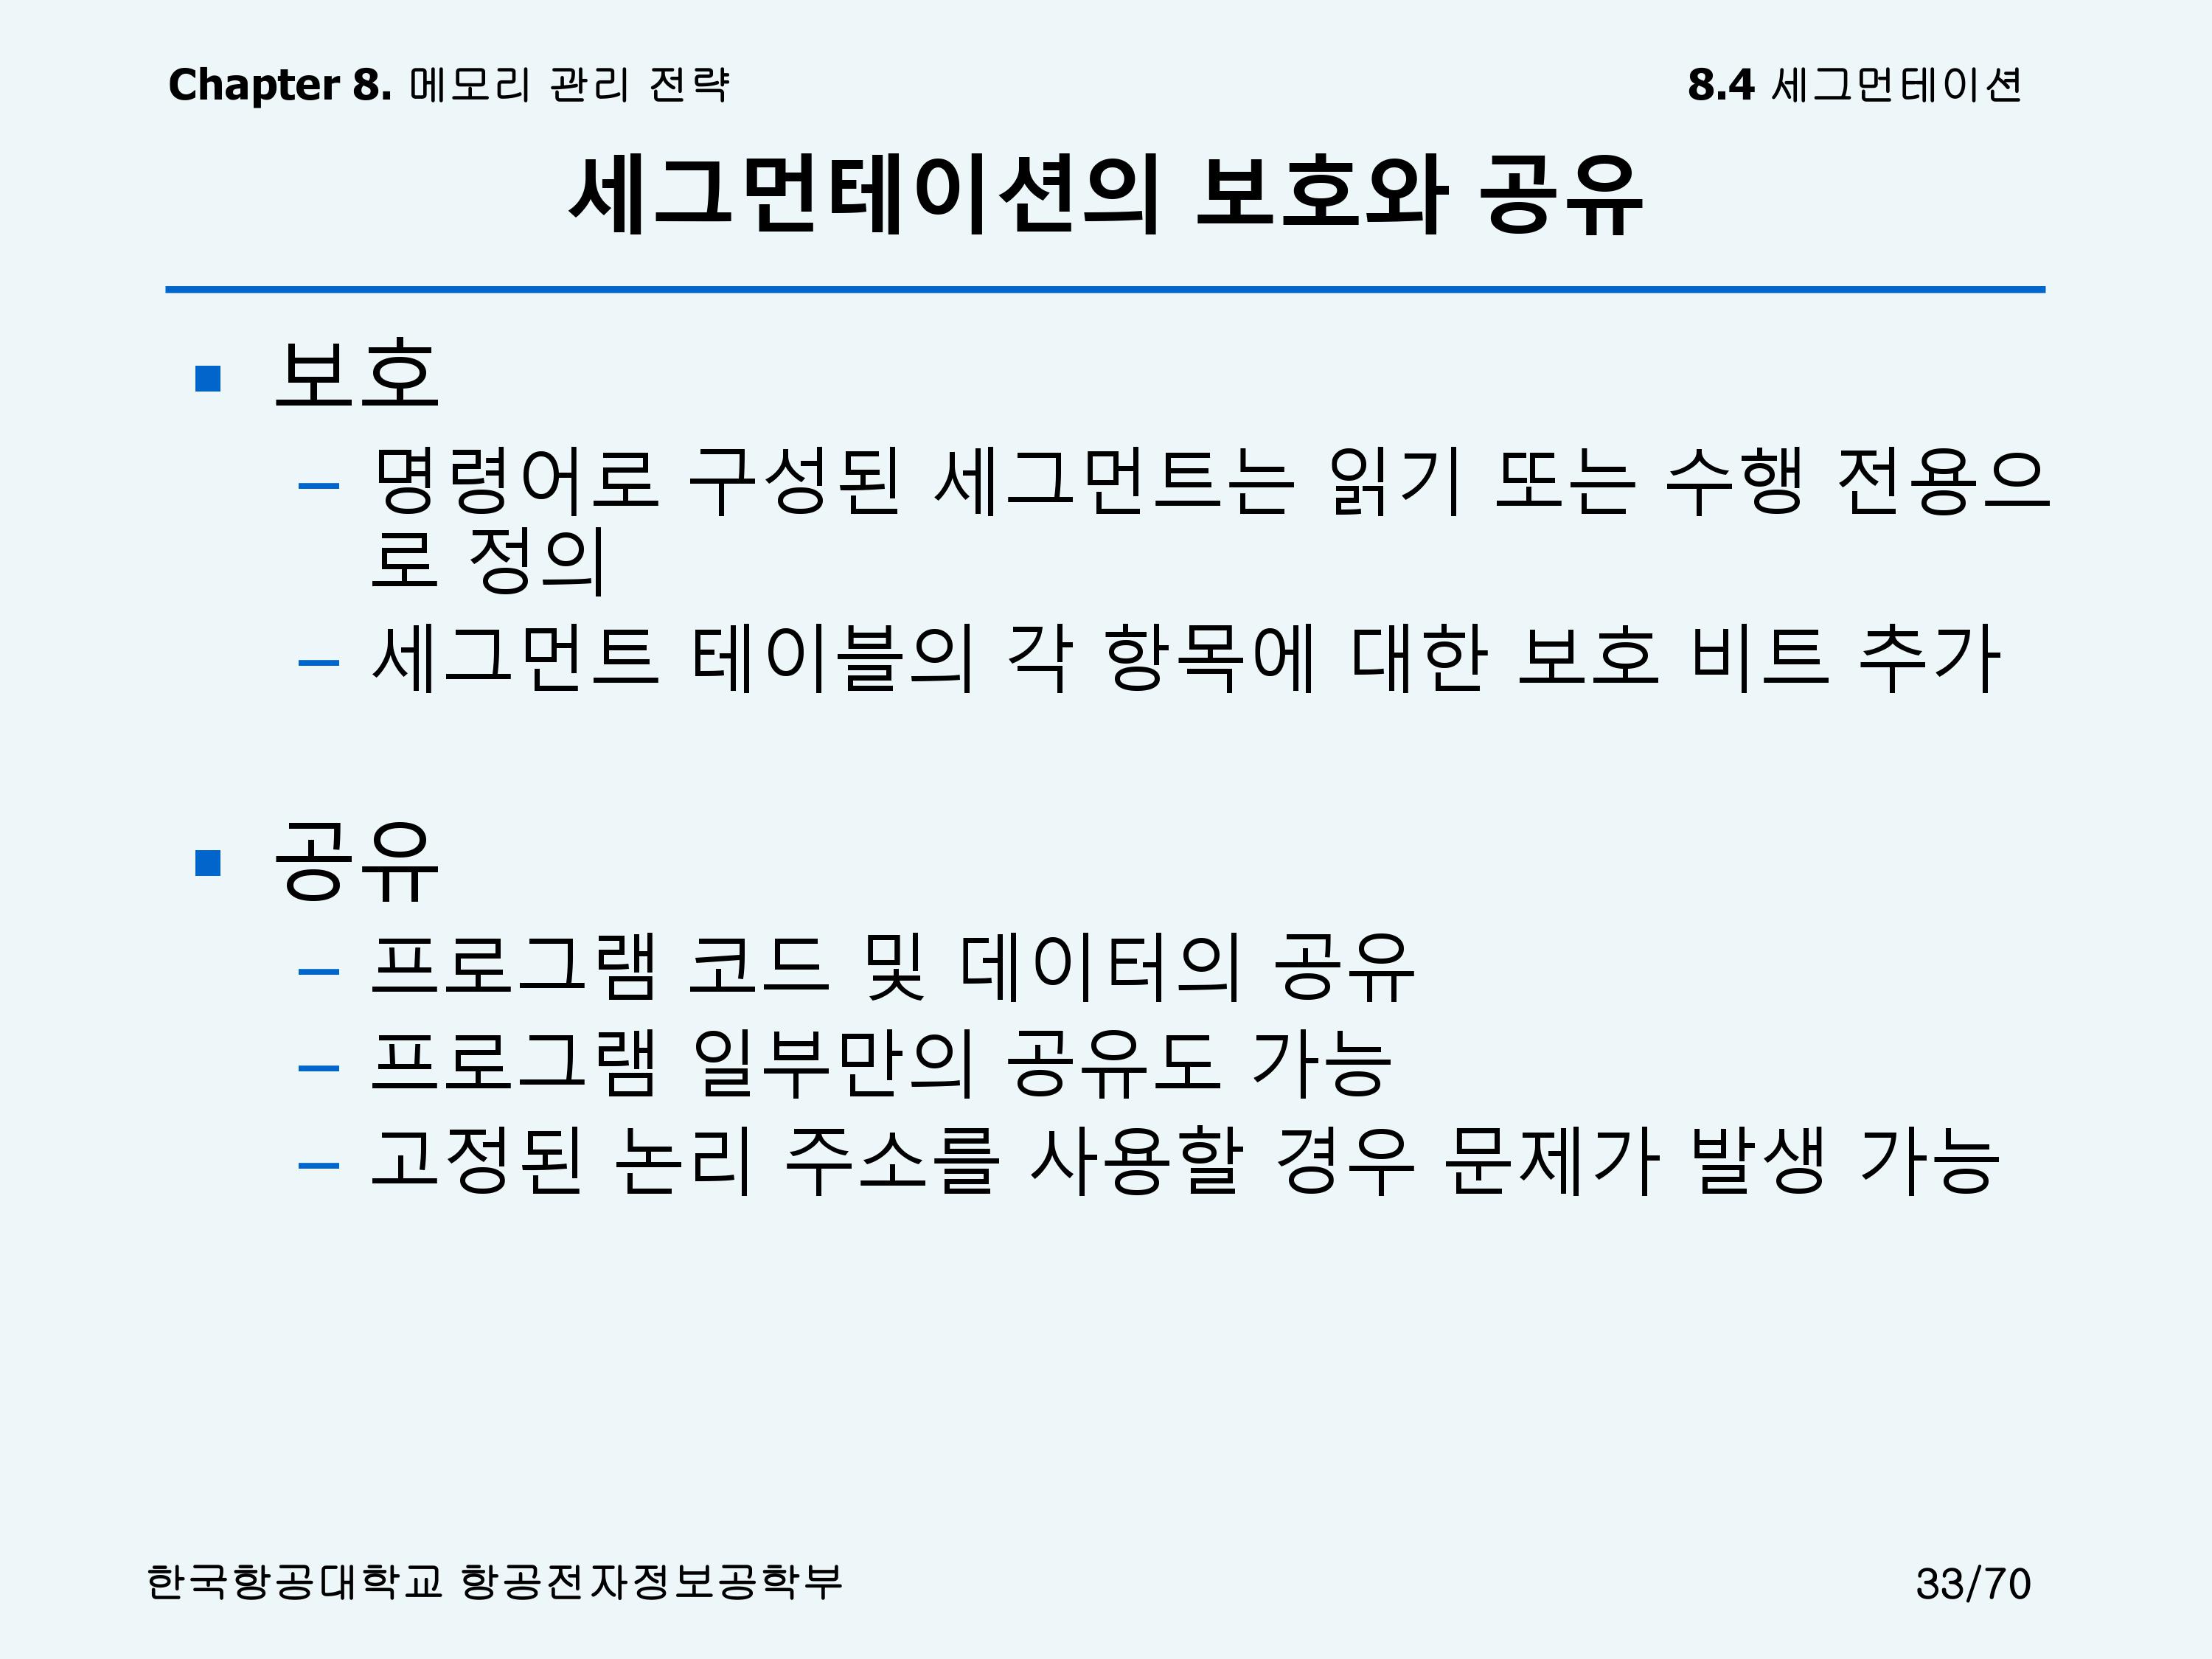 Chapter 8. 메모리 관리 전략
8.4 세그먼테이션
세그먼테이션의 보호와 공유
▪ 보호
– 명령어로 구성된 세그먼트는 읽기 또는 수행 전용으
로 정의
– 세그먼트 테이블의 각 항목에 대한 보호 비트 추가
▪ 공유
– 프로그램 코드 및 데이터의 공유
– 프로그램 일부만의 공유도 가능
– 고정된 논리 주소를 사용할 경우 문제가 발생 가능
한국항공대학교 항공전자정보공학부
33/70